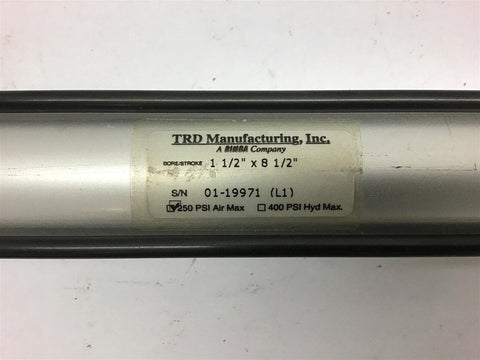 TRD Manufacturing, Inc.
A BIMBA Company
BORE/STROKE 1 1/2" x 8 1/2"
S/N 01-19971 (L1)
☑250 PSI Air Max ☐400 PSI Hyd Max.